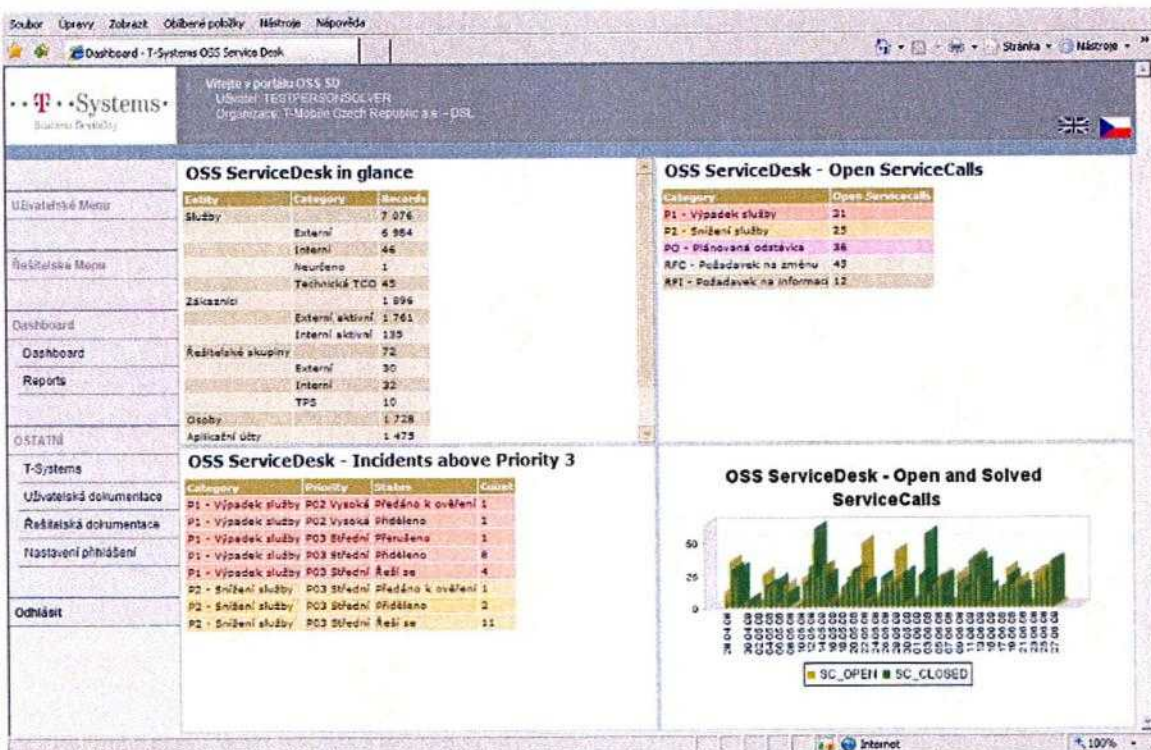 Soubor Úpravy Zobrazit Oblíbené položky Nástroje Nápověda
Dashboard - T-Systems OSS Service Desk
Stránka Nástroje
··T··Systems·
Vítejte v portálu OSS SD
Uživatel: TESTPERSONSOLVER
Organizace: T-Mobile Czech Republic a.s. - DSL
Uživatelské Menu
Řešitelské Menu
Dashboard
Dashboard
Reports
OSTATNÍ
T-Systems
Uživatelská dokumentace
Řešitelská dokumentace
Nastavení přihlášení
Odhlásit
OSS ServiceDesk in glance
Entity Category Records
Služby 7 076
Externí 6 984
Interní 46
Neurčeno 1
Technická TCO 45
Zákazníci 1 896
Externí aktivní 1 761
Interní aktivní 135
Řešitelské skupiny 72
Externí 30
Interní 32
TPS 10
Osoby 1 728
Aplikační účty 1 475
OSS ServiceDesk - Open ServiceCalls
Category Open Servicecalls
P1 - Výpadek služby 21
P2 - Snížení služby 25
PO - Plánovaná odstávka 36
RFC - Požadavek na změnu 45
RFI - Požadavek na informaci 12
OSS ServiceDesk - Incidents above Priority 3
Category Priority Status Count
P1 - Výpadek služby P02 Vysoká Předáno k ověření 1
P1 - Výpadek služby P02 Vysoká Přiděleno 1
P1 - Výpadek služby P03 Střední Přerušeno 1
P1 - Výpadek služby P03 Střední Přiděleno 8
P1 - Výpadek služby P03 Střední Řeší se 4
P2 - Snížení služby P03 Střední Předáno k ověření 1
P2 - Snížení služby P03 Střední Přiděleno 2
P2 - Snížení služby P03 Střední Řeší se 11
OSS ServiceDesk - Open and Solved
ServiceCalls
50
25
0
SC_OPEN SC_CLOSED
Internet
100%